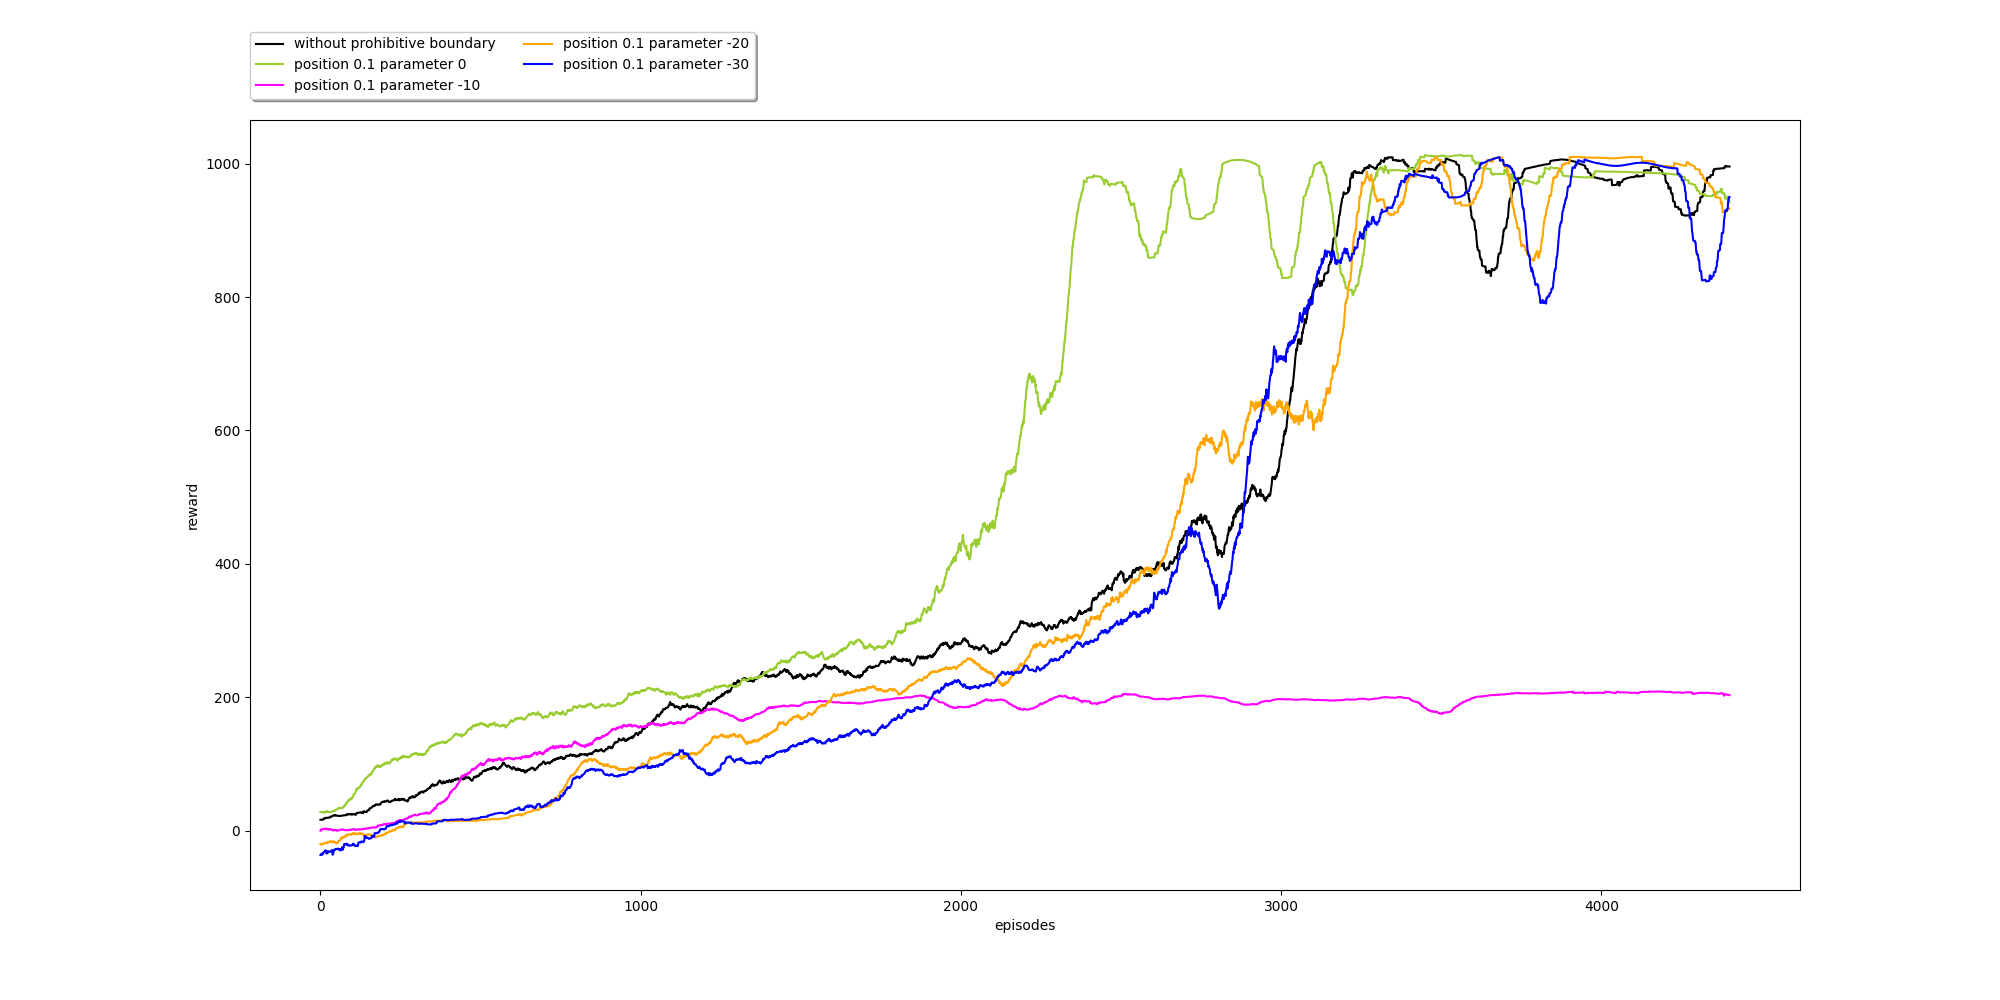 without prohibitive boundary
position 0.1 parameter 0
position 0.1 parameter -10
position 0.1 parameter -20
position 0.1 parameter -30
1000
800
600
400
200
0
reward
0 1000 2000 3000 4000
episodes